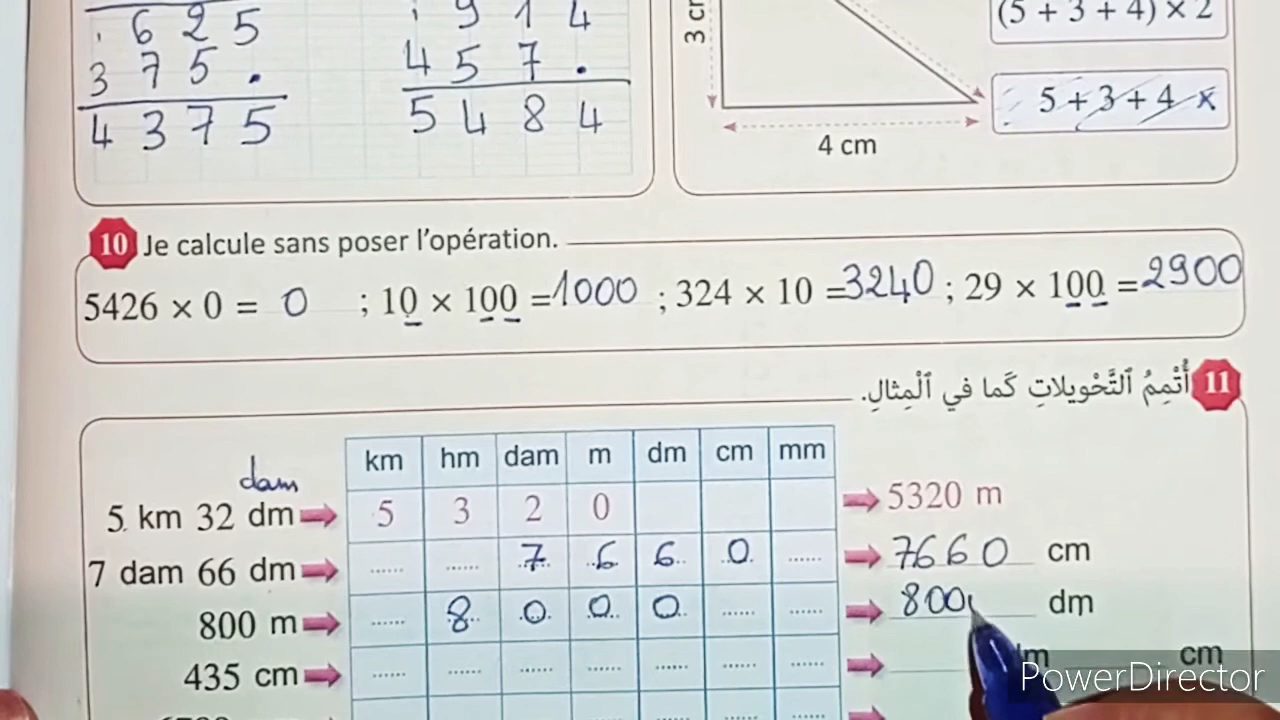 625
375.
4375
914
457.
5484
3 c
4 cm
(5 + 3 + 4) × 2
5 + 3 + 4 x
10 Je calcule sans poser l'opération.
5426 × 0 = 0 ; 10 × 100 = 1000 ; 324 × 10 = 3240 ; 29 × 100 = 2900
11 أُتْمِمُ ٱلتَّحْوِيلاتِ كَما في ٱلْمِثالِ.
km hm dam m dm cm mm
dam
5 km 32 dm 5 3 2 0 5320 m
7 dam 66 dm ...... ...... 7 6 6 0 ...... 7660 cm
800 m ...... 8 0 0 0 ...... ...... 800 dm
435 cm ...... ...... ...... ...... ...... ...... ...... cm
PowerDirector